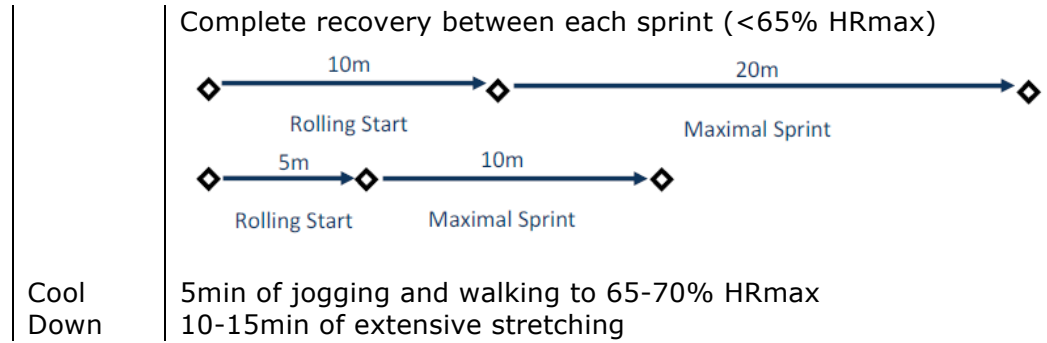 Complete recovery between each sprint (<65% HRmax)
10m 20m
Rolling Start Maximal Sprint
5m 10m
Rolling Start Maximal Sprint
Cool 5min of jogging and walking to 65-70% HRmax
Down 10-15min of extensive stretching